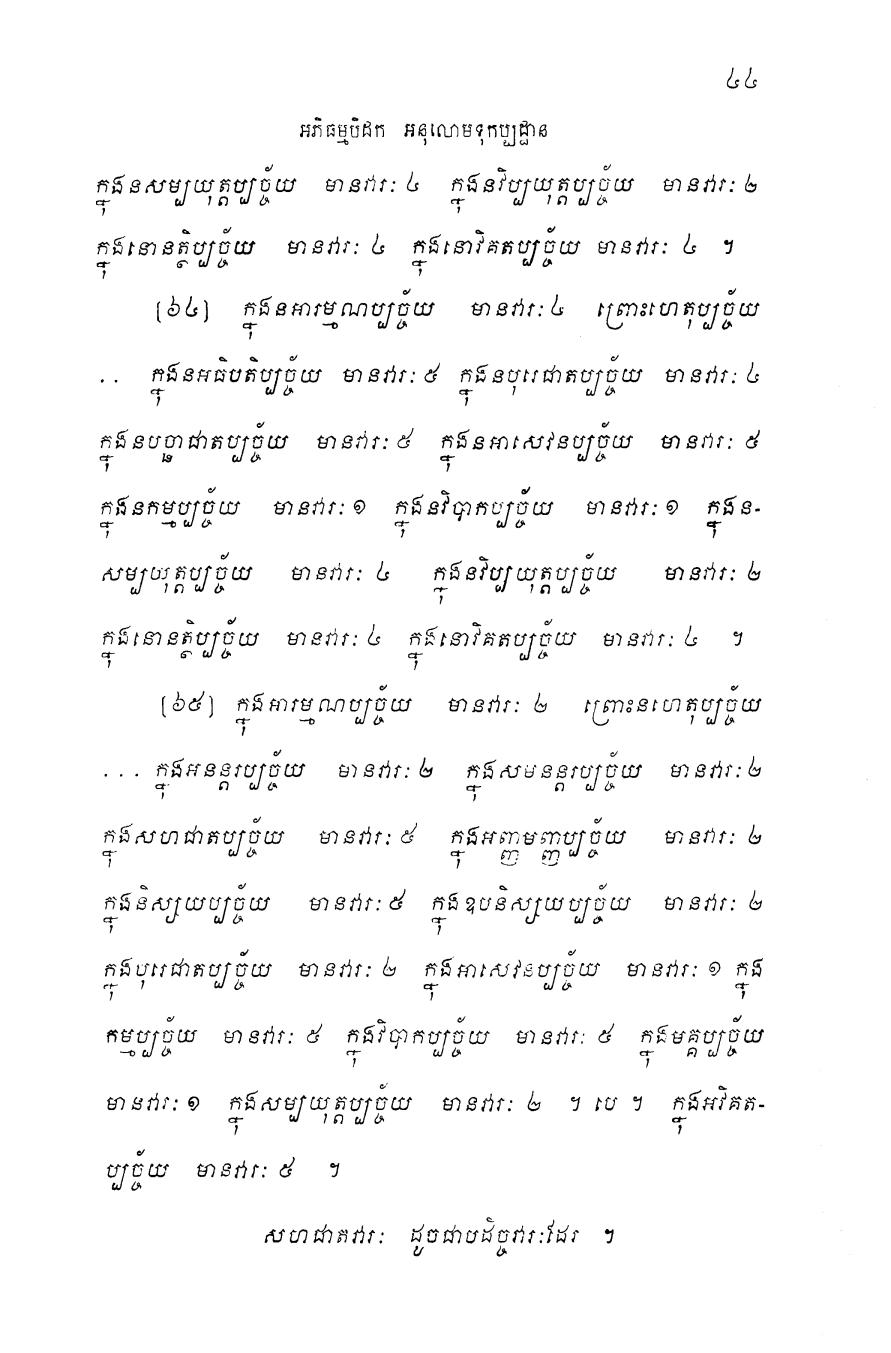 ៤៤
អភិធម្មបិដក អនុលោមទុកប្បដ្ឋាន
ក្នុងនសម្បយុត្តប្បច្ច័យ មានវារៈ ៤ ក្នុងនវិប្បយុត្តប្បច្ច័យ មានវារៈ ២
ក្នុងនោនត្ថិប្បច្ច័យ មានវារៈ ៤ ក្នុងនោវិគតប្បច្ច័យ មានវារៈ ៤ ។
[៦៤] ក្នុងនអារម្មណប្បច្ច័យ មានវារៈ ៤ ព្រោះហេតុប្បច្ច័យ
.. ក្នុងនអធិបតិប្បច្ច័យ មានវារៈ ៥ ក្នុងនបុរេជាតប្បច្ច័យ មានវារៈ ៤
ក្នុងនបច្ឆាជាតប្បច្ច័យ មានវារៈ ៥ ក្នុងនអាសេវនប្បច្ច័យ មានវារៈ ៥
ក្នុងនកម្មប្បច្ច័យ មានវារៈ ១ ក្នុងនវិបាកប្បច្ច័យ មានវារៈ ១ ក្នុងន-
សម្បយុត្តប្បច្ច័យ មានវារៈ ៤ ក្នុងនវិប្បយុត្តប្បច្ច័យ មានវារៈ ២
ក្នុងនោនត្ថិប្បច្ច័យ មានវារៈ ៤ ក្នុងនោវិគតប្បច្ច័យ មានវារៈ ៤ ។
[៦៥] ក្នុងអារម្មណប្បច្ច័យ មានវារៈ ២ ព្រោះនហេតុប្បច្ច័យ
... ក្នុងអនន្តរប្បច្ច័យ មានវារៈ ២ ក្នុងសមនន្តរប្បច្ច័យ មានវារៈ ២
ក្នុងសហជាតប្បច្ច័យ មានវារៈ ៥ ក្នុងអញ្ញមញ្ញប្បច្ច័យ មានវារៈ ២
ក្នុងនិស្សយប្បច្ច័យ មានវារៈ ៥ ក្នុងឧបនិស្សយប្បច្ច័យ មានវារៈ ២
ក្នុងបុរេជាតប្បច្ច័យ មានវារៈ ២ ក្នុងអាសេវនប្បច្ច័យ មានវារៈ ១ ក្នុង
កម្មប្បច្ច័យ មានវារៈ ៥ ក្នុងវិបាកប្បច្ច័យ មានវារៈ ៥ ក្នុងមគ្គប្បច្ច័យ
មានវារៈ ១ ក្នុងសម្បយុត្តប្បច្ច័យ មានវារៈ ២ ។ បេ ។ ក្នុងអវិគត-
ប្បច្ច័យ មានវារៈ ៥ ។
សហជាតវារៈ ដូចជាបដិច្ចវារៈដែរ ។